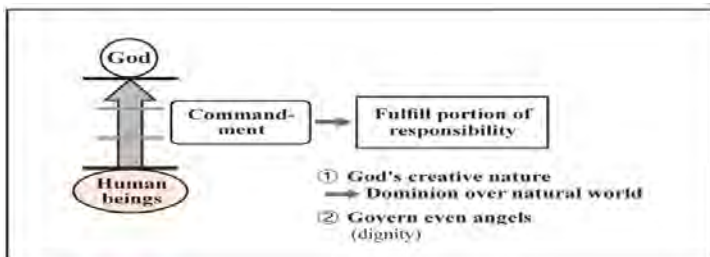 God
Command-
ment
Fulfill portion of
responsibility
Human
beings
① God's creative nature
Dominion over natural world
② Govern even angels
(dignity)